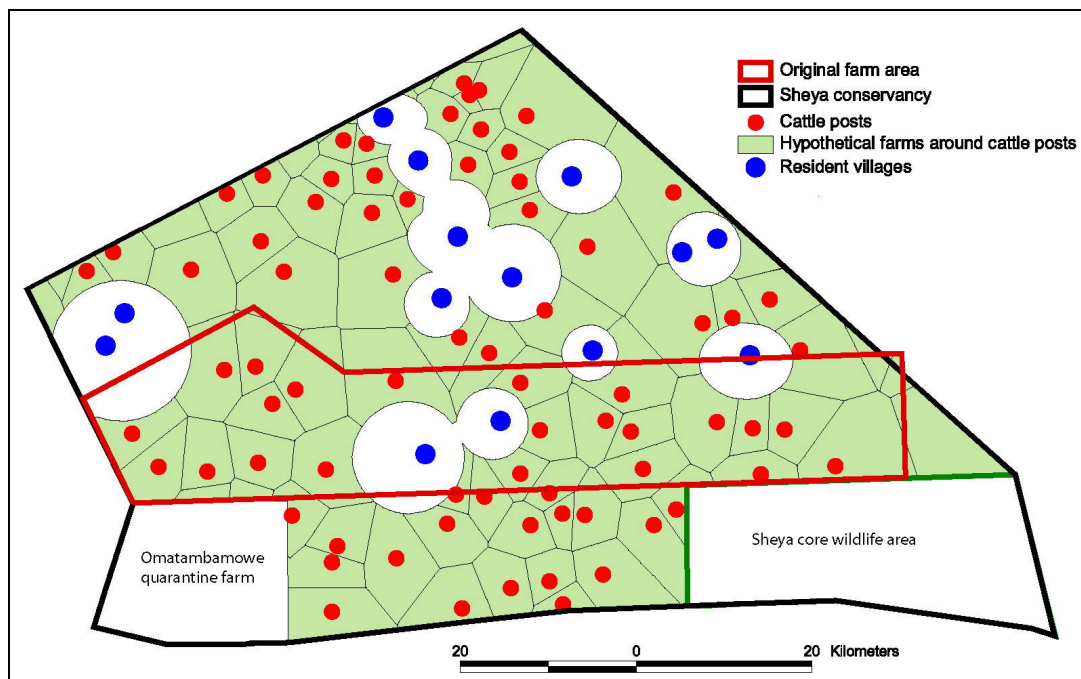 Original farm area
Sheya conservancy
Cattle posts
Hypothetical farms around cattle posts
Resident villages
Omatambamowe
quarantine farm
Sheya core wildlife area
20 0 20 Kilometers